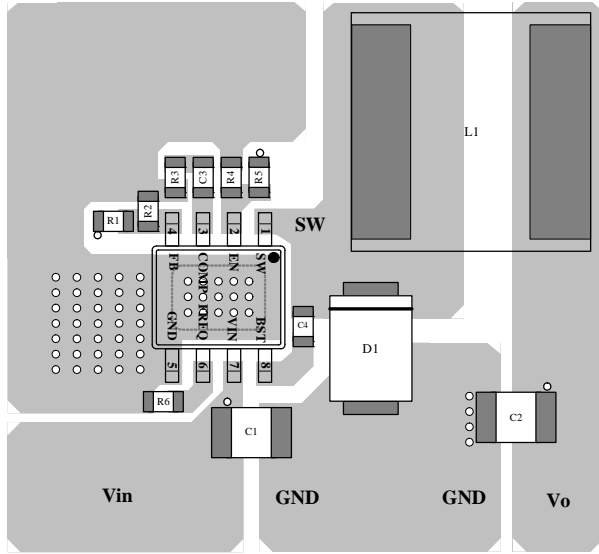 L1
R3 C3 R4 R5
R2
R1
SW
4 3 2 1
FB COMP EN SW
GND FREQ VIN BST
C4
D1
5 6 7 8
R6
C1
C2
Vin
GND
GND
Vo